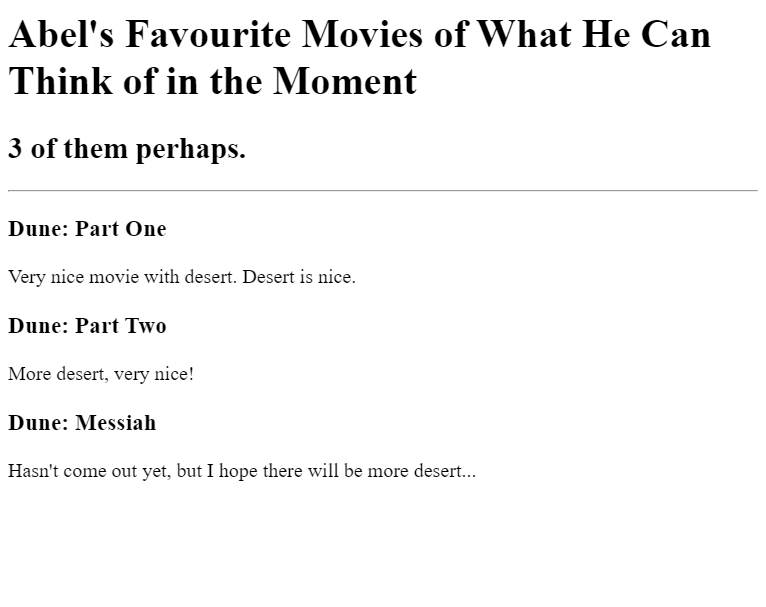 Abel's Favourite Movies of What He Can
Think of in the Moment
3 of them perhaps.
Dune: Part One
Very nice movie with desert. Desert is nice.
Dune: Part Two
More desert, very nice!
Dune: Messiah
Hasn't come out yet, but I hope there will be more desert...